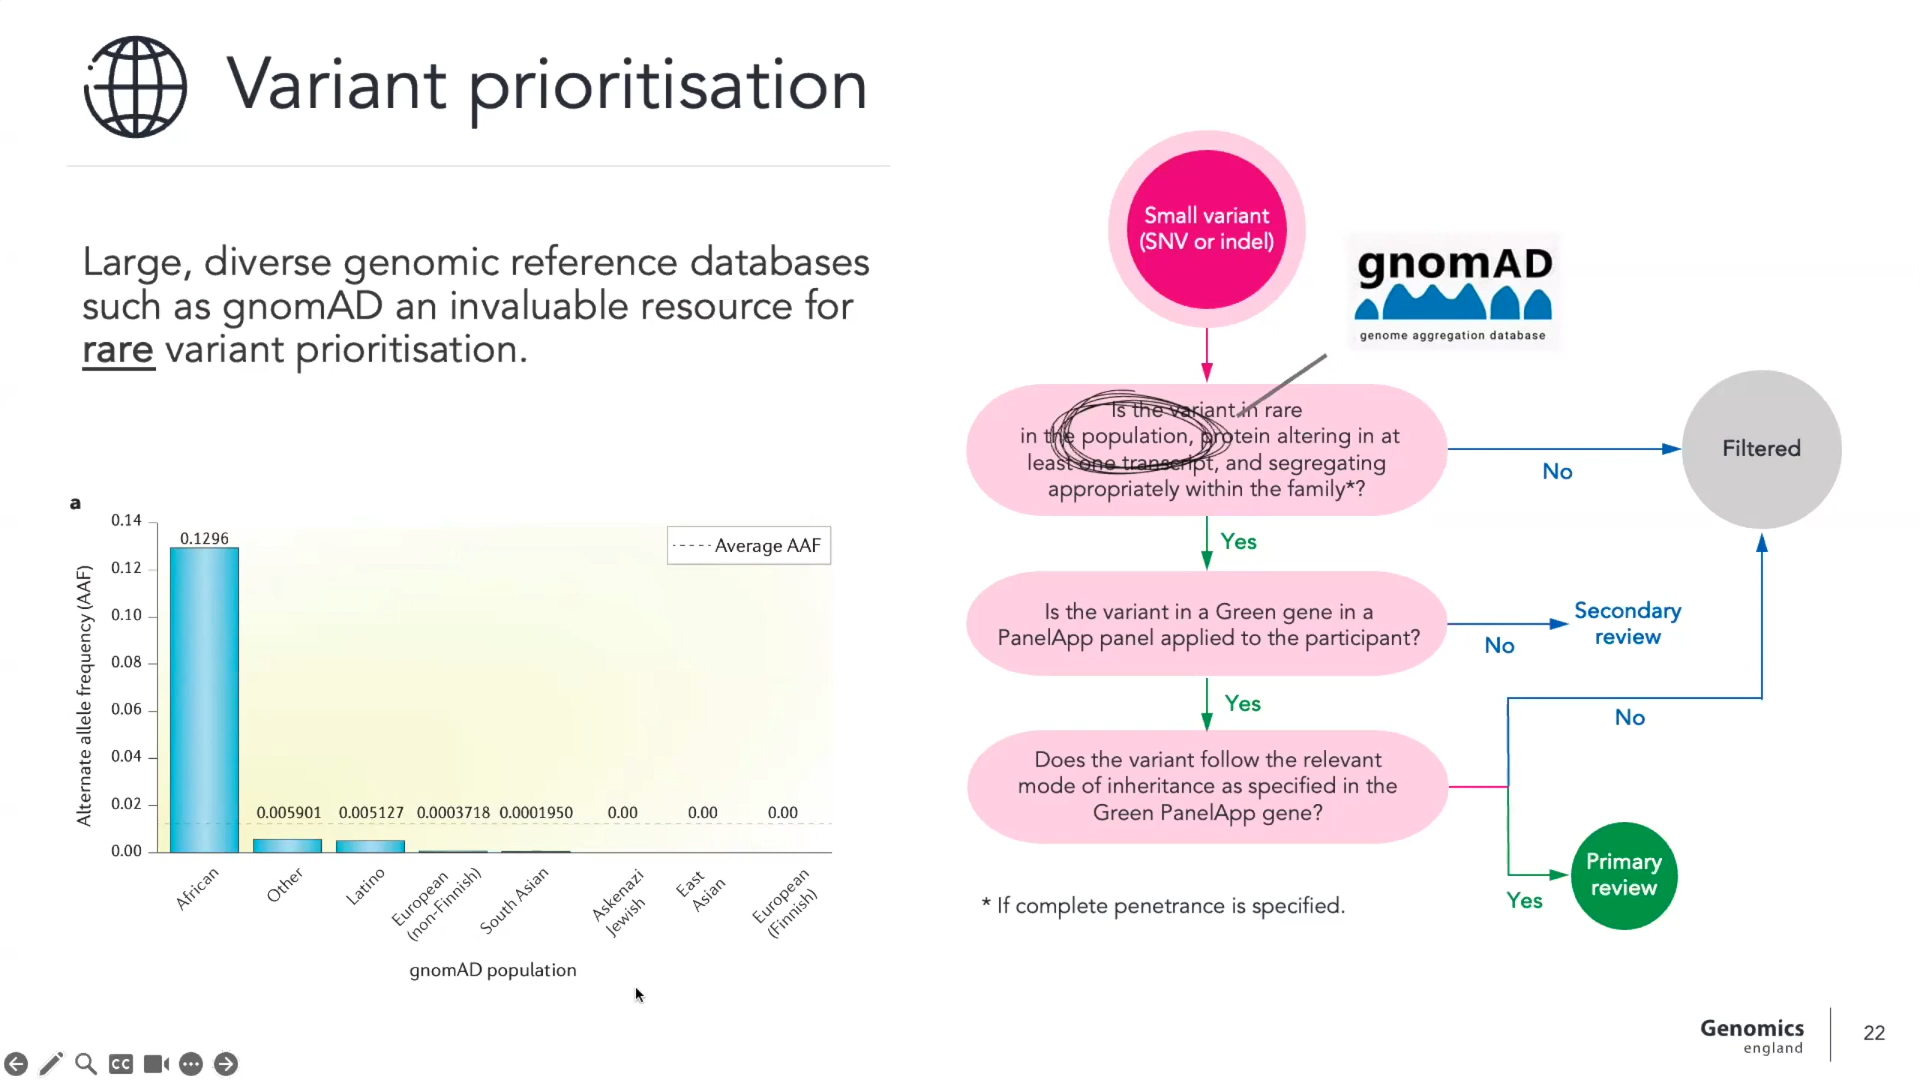 Variant prioritisation
Large, diverse genomic reference databases
such as gnomAD an invaluable resource for
rare variant prioritisation.
a
Alternate allele frequency (AAF)
0.14
0.12
0.10
0.08
0.06
0.04
0.02
0.00
0.1296
0.005901
0.005127
0.0003718
0.0001950
0.00
0.00
0.00
Average AAF
African
Other
Latino
European
(non-Finnish)
South Asian
Askenazi
Jewish
East
Asian
European
(Finnish)
gnomAD population
Small variant
(SNV or indel)
gnomAD
genome aggregation database
Is the variant in rare
in the population, protein altering in at
least one transcript, and segregating
appropriately within the family*?
No
Filtered
Yes
Is the variant in a Green gene in a
PanelApp panel applied to the participant?
No
Secondary
review
Yes
Does the variant follow the relevant
mode of inheritance as specified in the
Green PanelApp gene?
No
Yes
Primary
review
* If complete penetrance is specified.
Genomics
england
22
CC